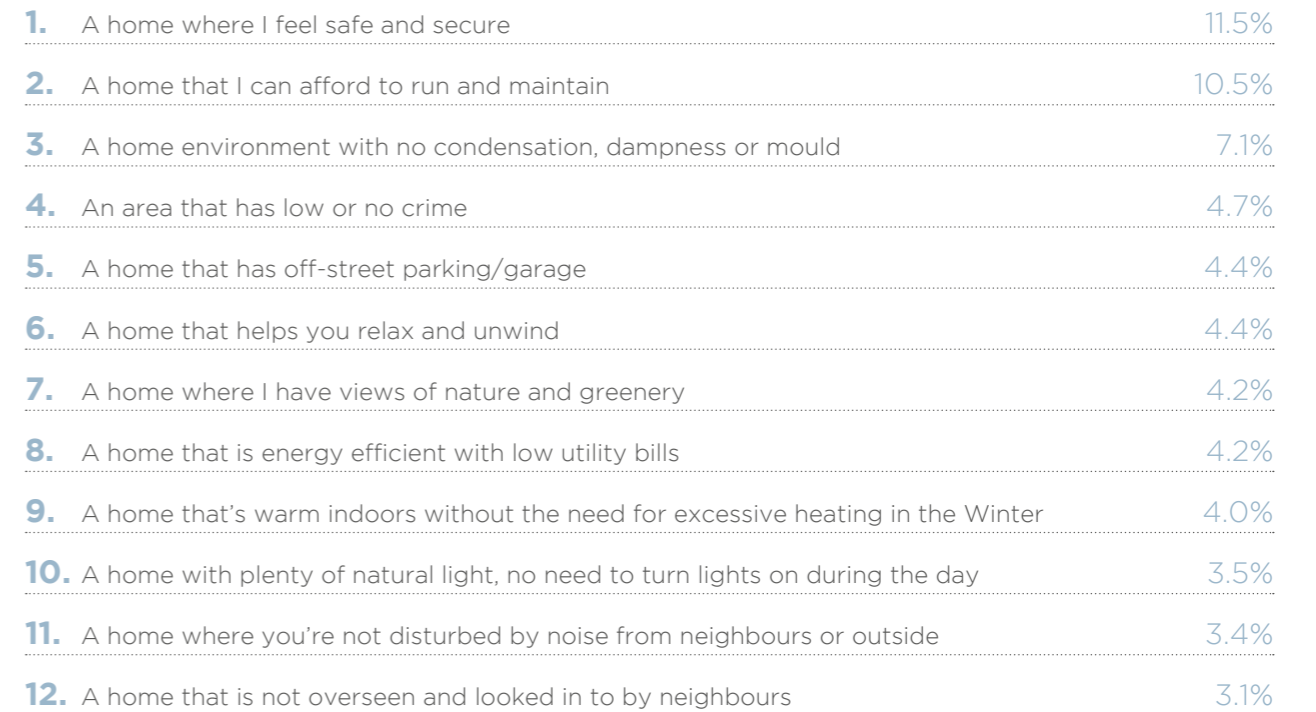 1. A home where I feel safe and secure 11.5%
2. A home that I can afford to run and maintain 10.5%
3. A home environment with no condensation, dampness or mould 7.1%
4. An area that has low or no crime 4.7%
5. A home that has off-street parking/garage 4.4%
6. A home that helps you relax and unwind 4.4%
7. A home where I have views of nature and greenery 4.2%
8. A home that is energy efficient with low utility bills 4.2%
9. A home that’s warm indoors without the need for excessive heating in the Winter 4.0%
10. A home with plenty of natural light, no need to turn lights on during the day 3.5%
11. A home where you’re not disturbed by noise from neighbours or outside 3.4%
12. A home that is not overseen and looked in to by neighbours 3.1%